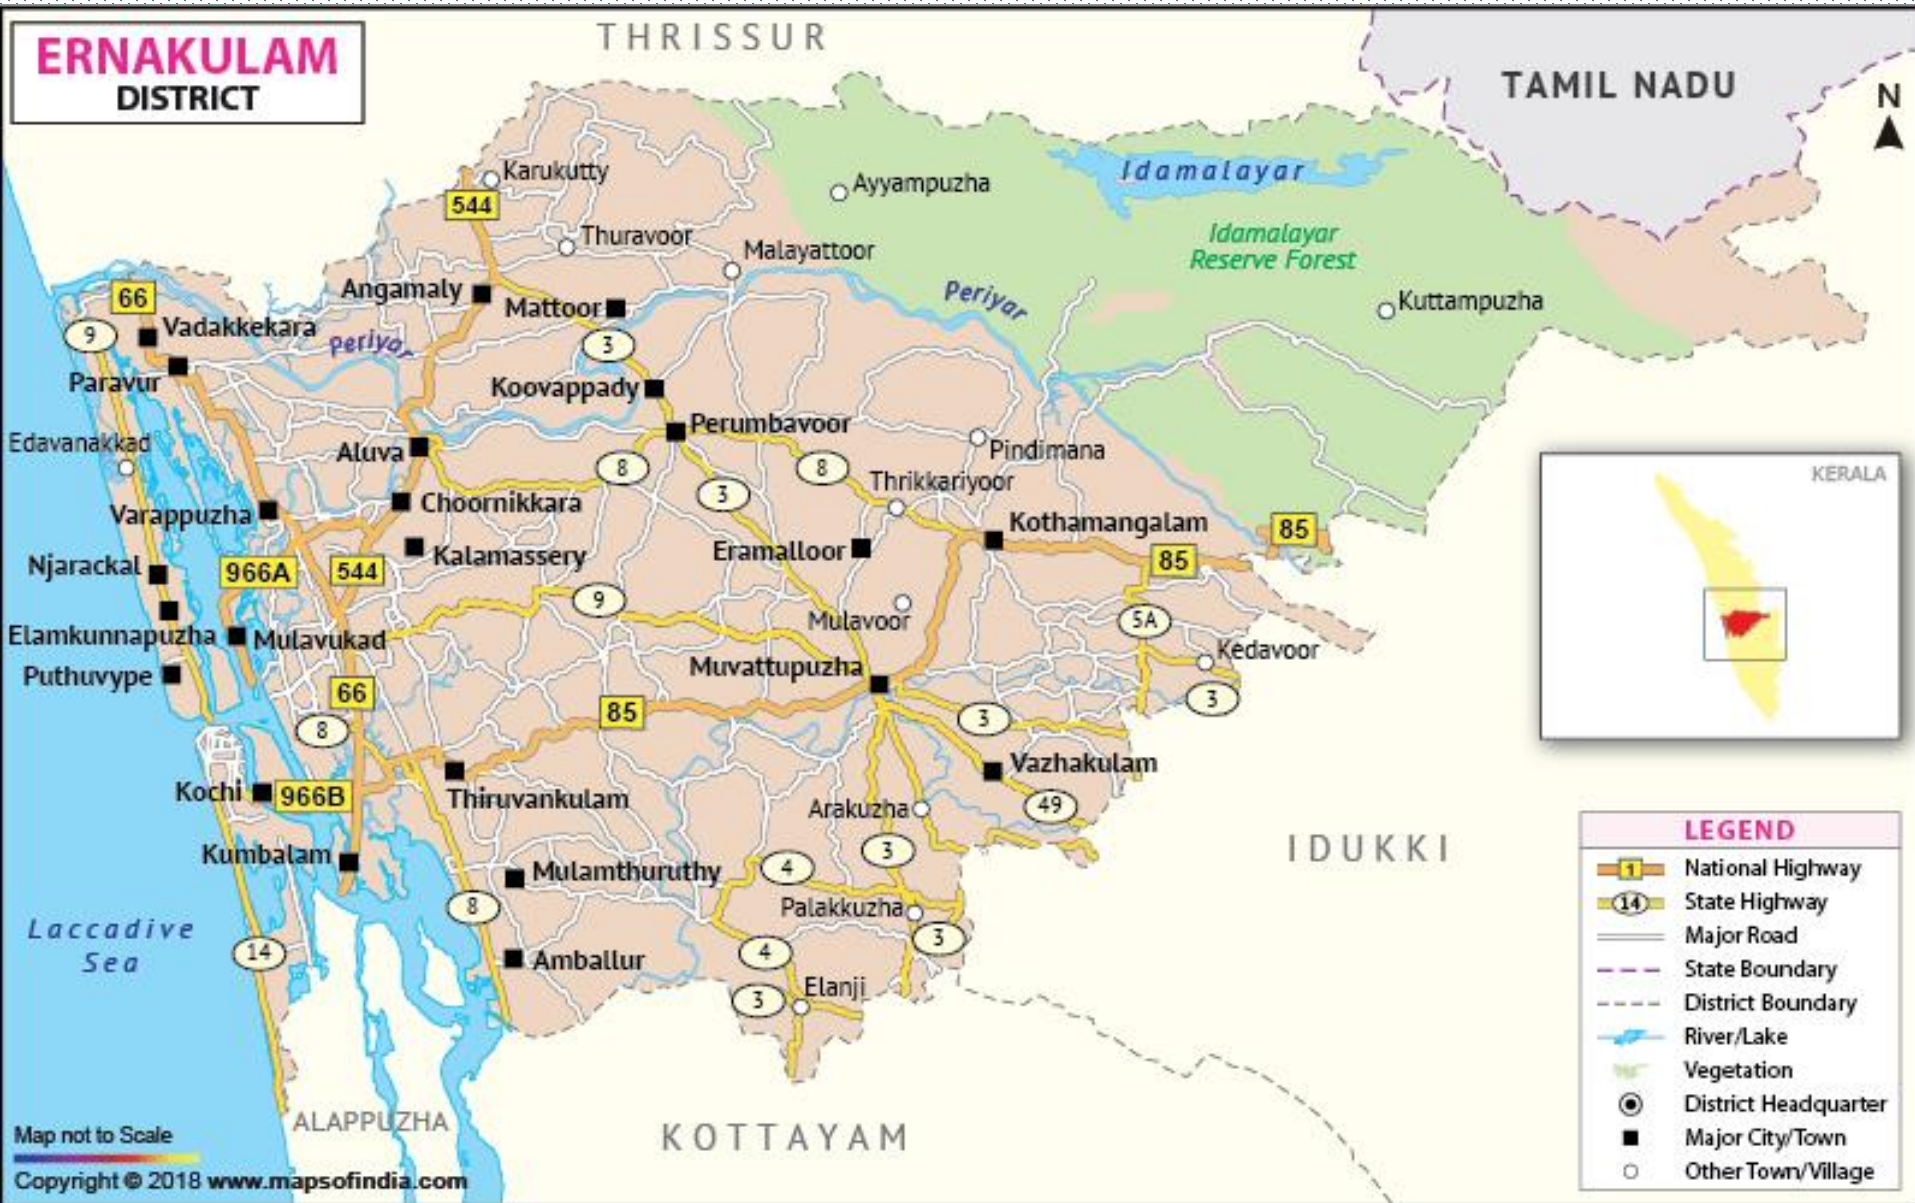 THRISSUR
ERNAKULAM
DISTRICT
TAMIL NADU
N
Karukutty
Ayyampuzha
Idamalayar
544
Thuravoor
Malayattoor
Idamalayar
Reserve Forest
Angamaly
Mattoor
Periyar
Kuttampuzha
66
9
Vadakkekara
Periyar
3
Paravur
Koovappady
Perumbavoor
Edavanakkad
Aluva
8
8
Pindimana
3
Thrikkariyoor
KERALA
Varappuzha
Choornikkara
Kothamangalam
85
Kalamassery
Eramalloor
85
Njarackal
966A
544
9
Mulavoor
5A
Elamkunnapuzha
Mulavukad
Kedavoor
Puthuvype
Muvattupuzha
66
85
3
3
8
Vazhakulam
Kochi
966B
Thiruvankulam
Arakuzha
49
Kumbalam
3
IDUKKI
4
Mulamthuruthy
Palakkuzha
8
3
Laccadive
Sea
14
4
Amballur
3
Elanji
LEGEND
1 National Highway
14 State Highway
Major Road
State Boundary
District Boundary
River/Lake
Vegetation
District Headquarter
Major City/Town
Other Town/Village
ALAPPUZHA
KOTTAYAM
Map not to Scale
Copyright © 2018 www.mapsofindia.com